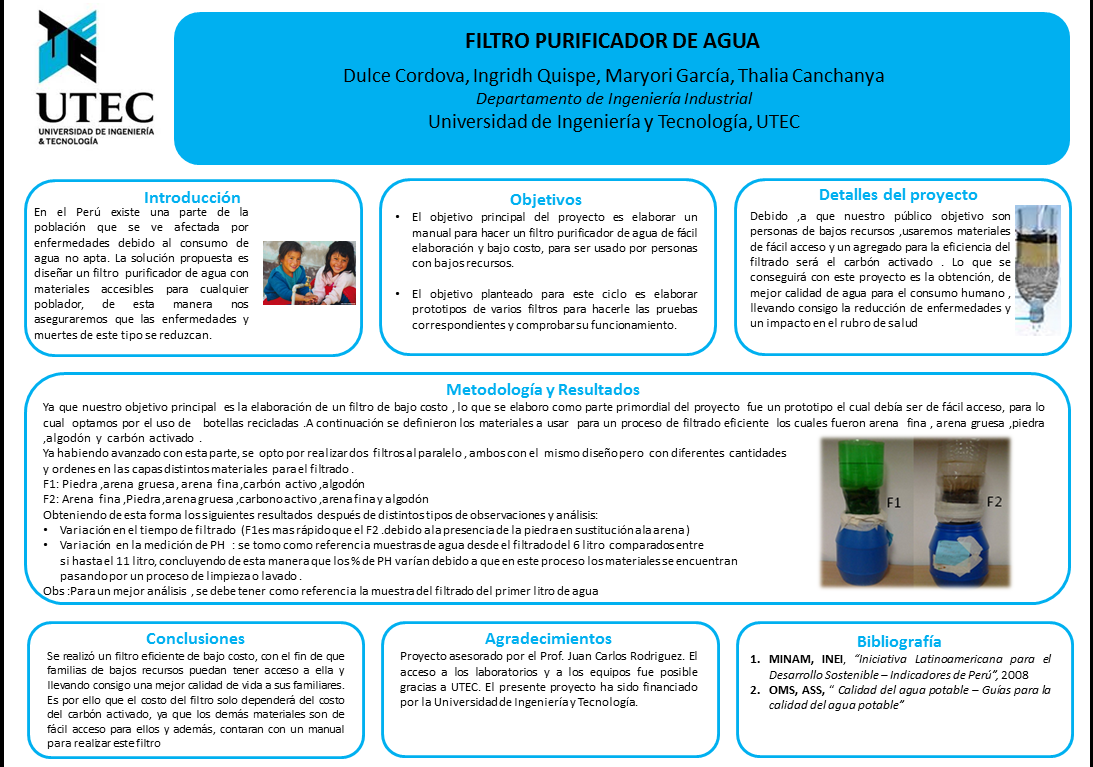 UTEC
UNIVERSIDAD DE INGENIERÍA
& TECNOLOGÍA
FILTRO PURIFICADOR DE AGUA
Dulce Cordova, Ingridh Quispe, Maryori García, Thalia Canchanya
Departamento de Ingeniería Industrial
Universidad de Ingeniería y Tecnología, UTEC
Introducción
En el Perú existe una parte de la
población que se ve afectada por
enfermedades debido al consumo de
agua no apta. La solución propuesta es
diseñar un filtro purificador de agua con
materiales accesibles para cualquier
poblador, de esta manera nos
aseguraremos que las enfermedades y
muertes de este tipo se reduzcan.
Objetivos
• El objetivo principal del proyecto es elaborar un
manual para hacer un filtro purificador de agua de fácil
elaboración y bajo costo, para ser usado por personas
con bajos recursos.
• El objetivo planteado para este ciclo es elaborar
prototipos de varios filtros para hacerle las pruebas
correspondientes y comprobar su funcionamiento.
Detalles del proyecto
Debido ,a que nuestro público objetivo son
personas de bajos recursos ,usaremos materiales
de fácil acceso y un agregado para la eficiencia del
filtrado será el carbón activado . Lo que se
conseguirá con este proyecto es la obtención, de
mejor calidad de agua para el consumo humano ,
llevando consigo la reducción de enfermedades y
un impacto en el rubro de salud
Metodología y Resultados
Ya que nuestro objetivo principal es la elaboración de un filtro de bajo costo , lo que se elaboro como parte primordial del proyecto fue un prototipo el cual debía ser de fácil acceso, para lo
cual optamos por el uso de botellas recicladas .A continuación se definieron los materiales a usar para un proceso de filtrado eficiente los cuales fueron arena fina , arena gruesa ,piedra
,algodón y carbón activado .
Ya habiendo avanzado con esta parte, se opto por realizar dos filtros al paralelo , ambos con el mismo diseño pero con diferentes cantidades
y ordenes en las capas distintos materiales para el filtrado .
F1: Piedra ,arena gruesa , arena fina ,carbón activo ,algodón
F2: Arena fina ,Piedra ,arena gruesa ,carbono activo ,arena fina y algodón
Obteniendo de esta forma los siguientes resultados después de distintos tipos de observaciones y análisis:
• Variación en el tiempo de filtrado (F1 es mas rápido que el F2 .debido a la presencia de la piedra en sustitución a la arena )
• Variación en la medición de PH : se tomo como referencia muestras de agua desde el filtrado del 6 litro comparados entre
si hasta el 11 litro, concluyendo de esta manera que los % de PH varían debido a que en este proceso los materiales se encuentran
pasando por un proceso de limpieza o lavado .
Obs :Para un mejor análisis , se debe tener como referencia la muestra del filtrado del primer litro de agua
F1
F2
Conclusiones
Se realizó un filtro eficiente de bajo costo, con el fin de que
familias de bajos recursos puedan tener acceso a ella y
llevando consigo una mejor calidad de vida a sus familiares.
Es por ello que el costo del filtro solo dependerá del costo
del carbón activado, ya que los demás materiales son de
fácil acceso para ellos y además, contaran con un manual
para realizar este filtro
Agradecimientos
Proyecto asesorado por el Prof. Juan Carlos Rodriguez. El
acceso a los laboratorios y a los equipos fue posible
gracias a UTEC. El presente proyecto ha sido financiado
por la Universidad de Ingeniería y Tecnología.
Bibliografía
1. MINAM, INEI, “Iniciativa Latinoamericana para el
Desarrollo Sostenible – Indicadores de Perú”, 2008
2. OMS, ASS, “ Calidad del agua potable – Guías para la
calidad del agua potable”